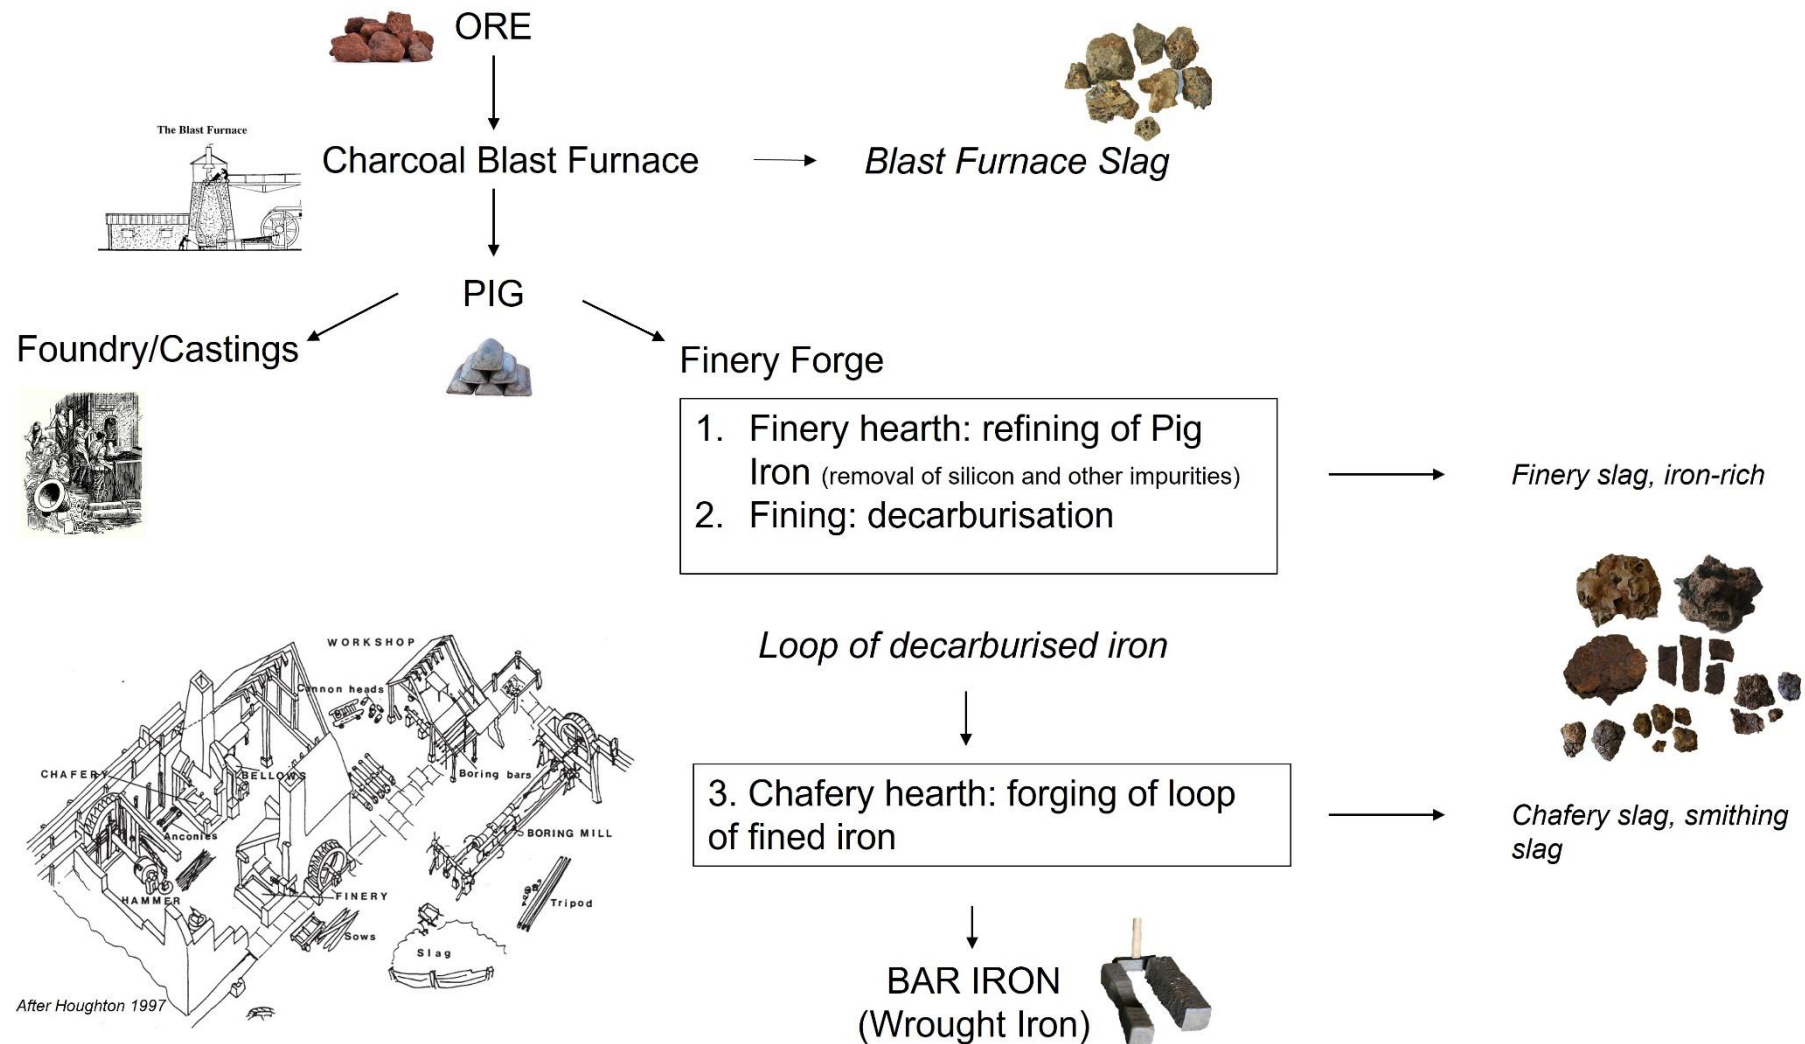 ORE
The Blast Furnace
Charcoal Blast Furnace
Blast Furnace Slag
PIG
Foundry/Castings
Finery Forge
1. Finery hearth: refining of Pig
Iron (removal of silicon and other impurities)
2. Fining: decarburisation
Finery slag, iron-rich
Loop of decarburised iron
WORKSHOP
Cannon heads
CHAFERY
BELLOWS
Boring bars
Anconies
BORING MILL
HAMMER
FINERY
Tripod
Sows
Slag
After Houghton 1997
3. Chafery hearth: forging of loop
of fined iron
Chafery slag, smithing
slag
BAR IRON
(Wrought Iron)